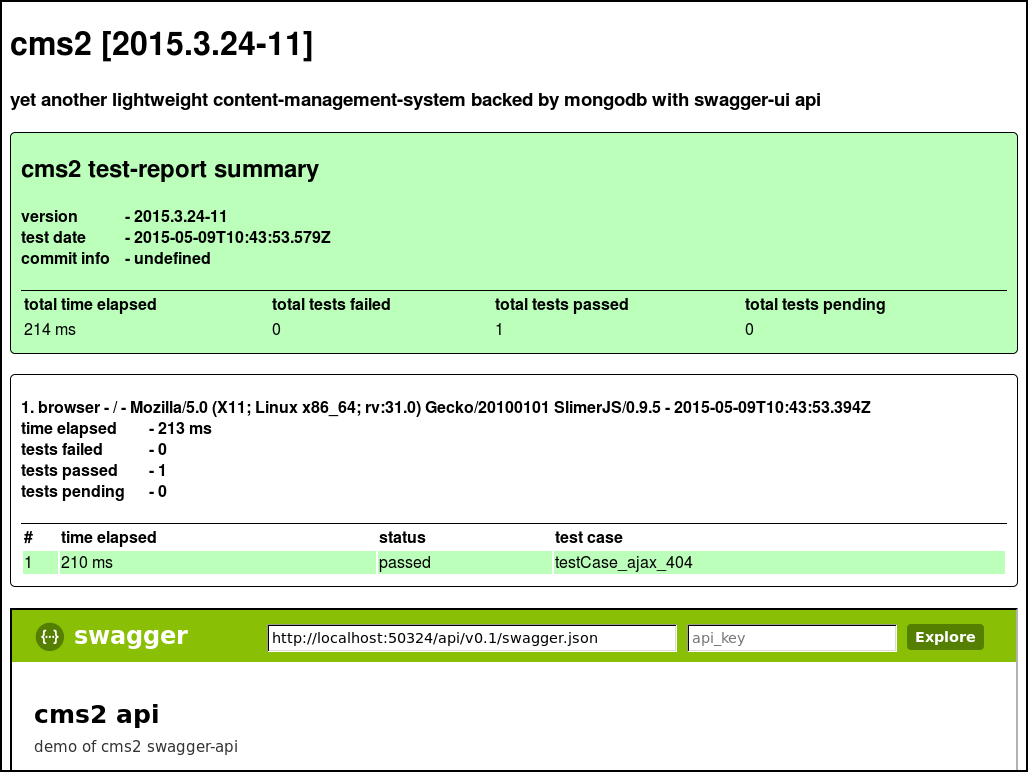 cms2 [2015.3.24-11]
yet another lightweight content-management-system backed by mongodb with swagger-ui api
cms2 test-report summary
version - 2015.3.24-11
test date - 2015-05-09T10:43:53.579Z
commit info - undefined
total time elapsed total tests failed total tests passed total tests pending
214 ms 0 1 0
1. browser - / - Mozilla/5.0 (X11; Linux x86_64; rv:31.0) Gecko/20100101 SlimerJS/0.9.5 - 2015-05-09T10:43:53.394Z
time elapsed - 213 ms
tests failed - 0
tests passed - 1
tests pending - 0
# time elapsed status test case
1 210 ms passed testCase_ajax_404
{··} swagger http://localhost:50324/api/v0.1/swagger.json api_key Explore
cms2 api
demo of cms2 swagger-api